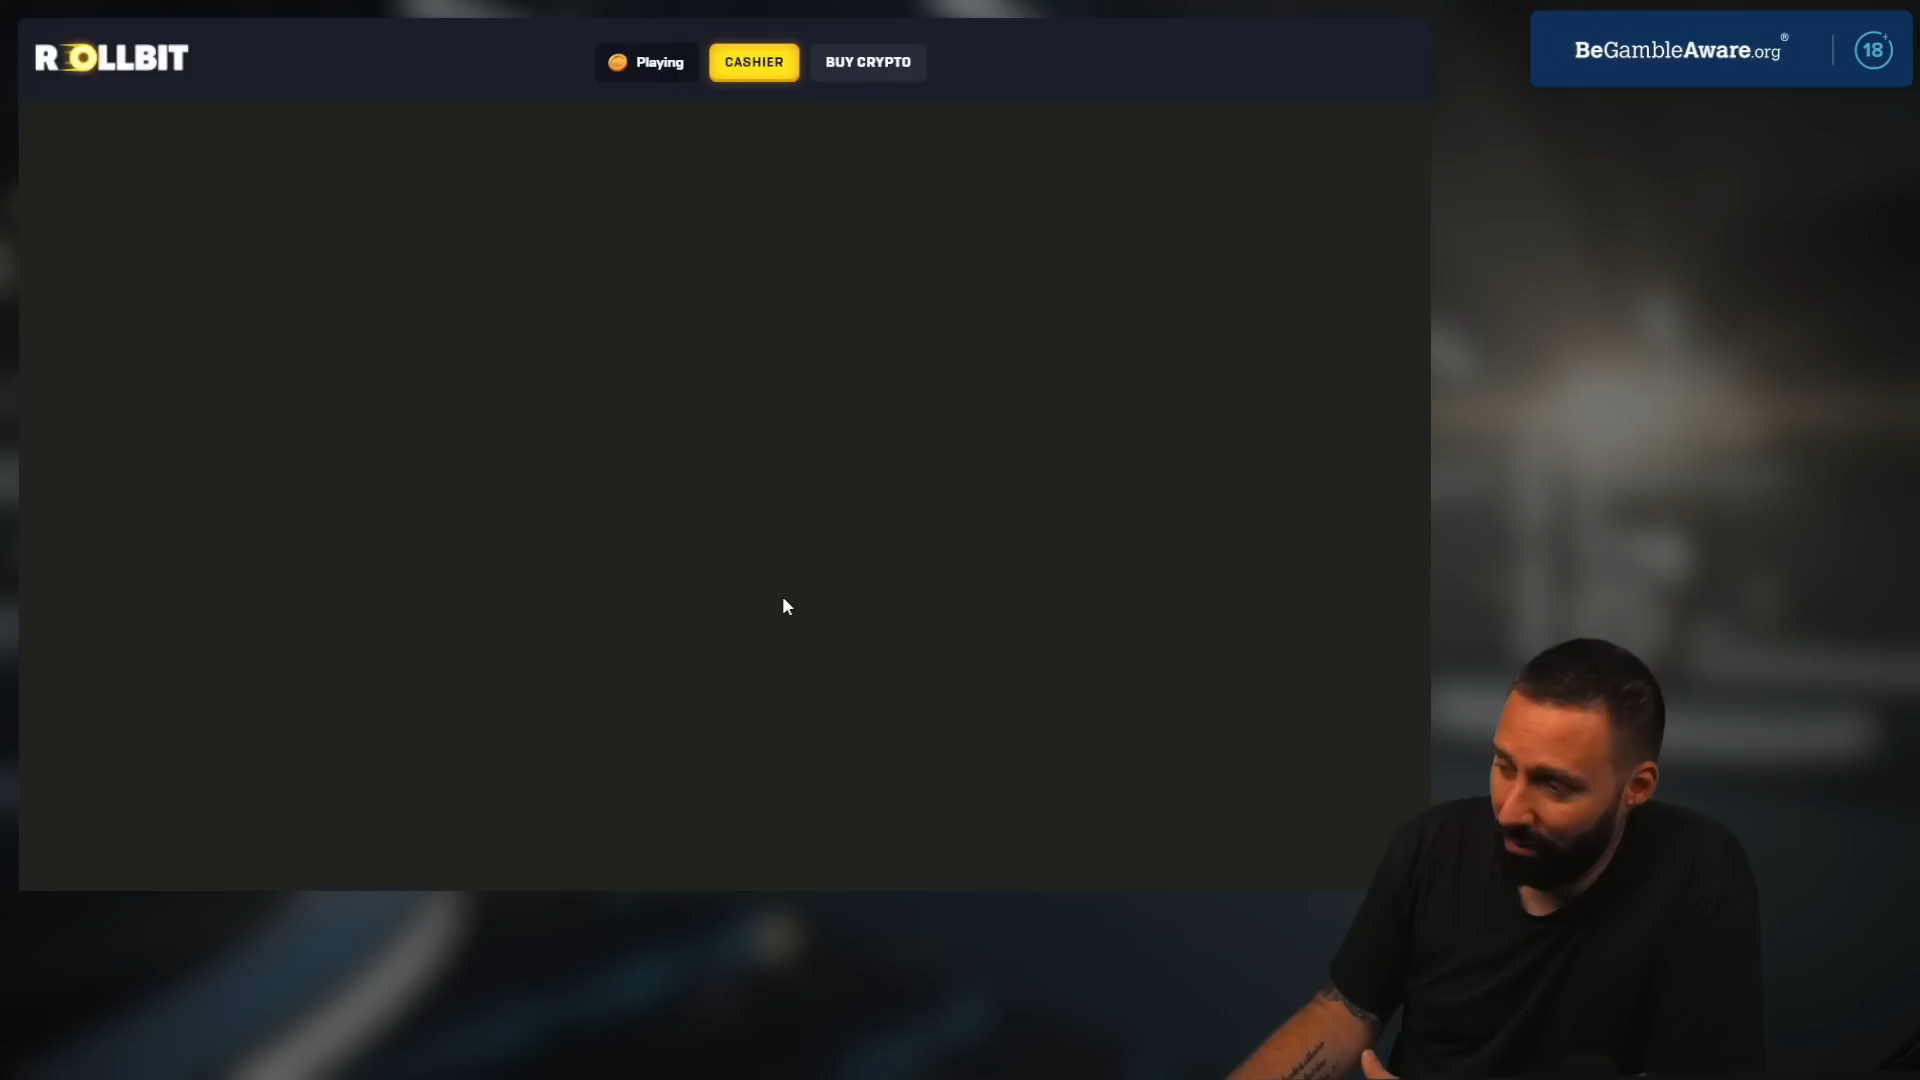 ROLLBIT
Playing
CASHIER
BUY CRYPTO
BeGambleAware.org®
18+